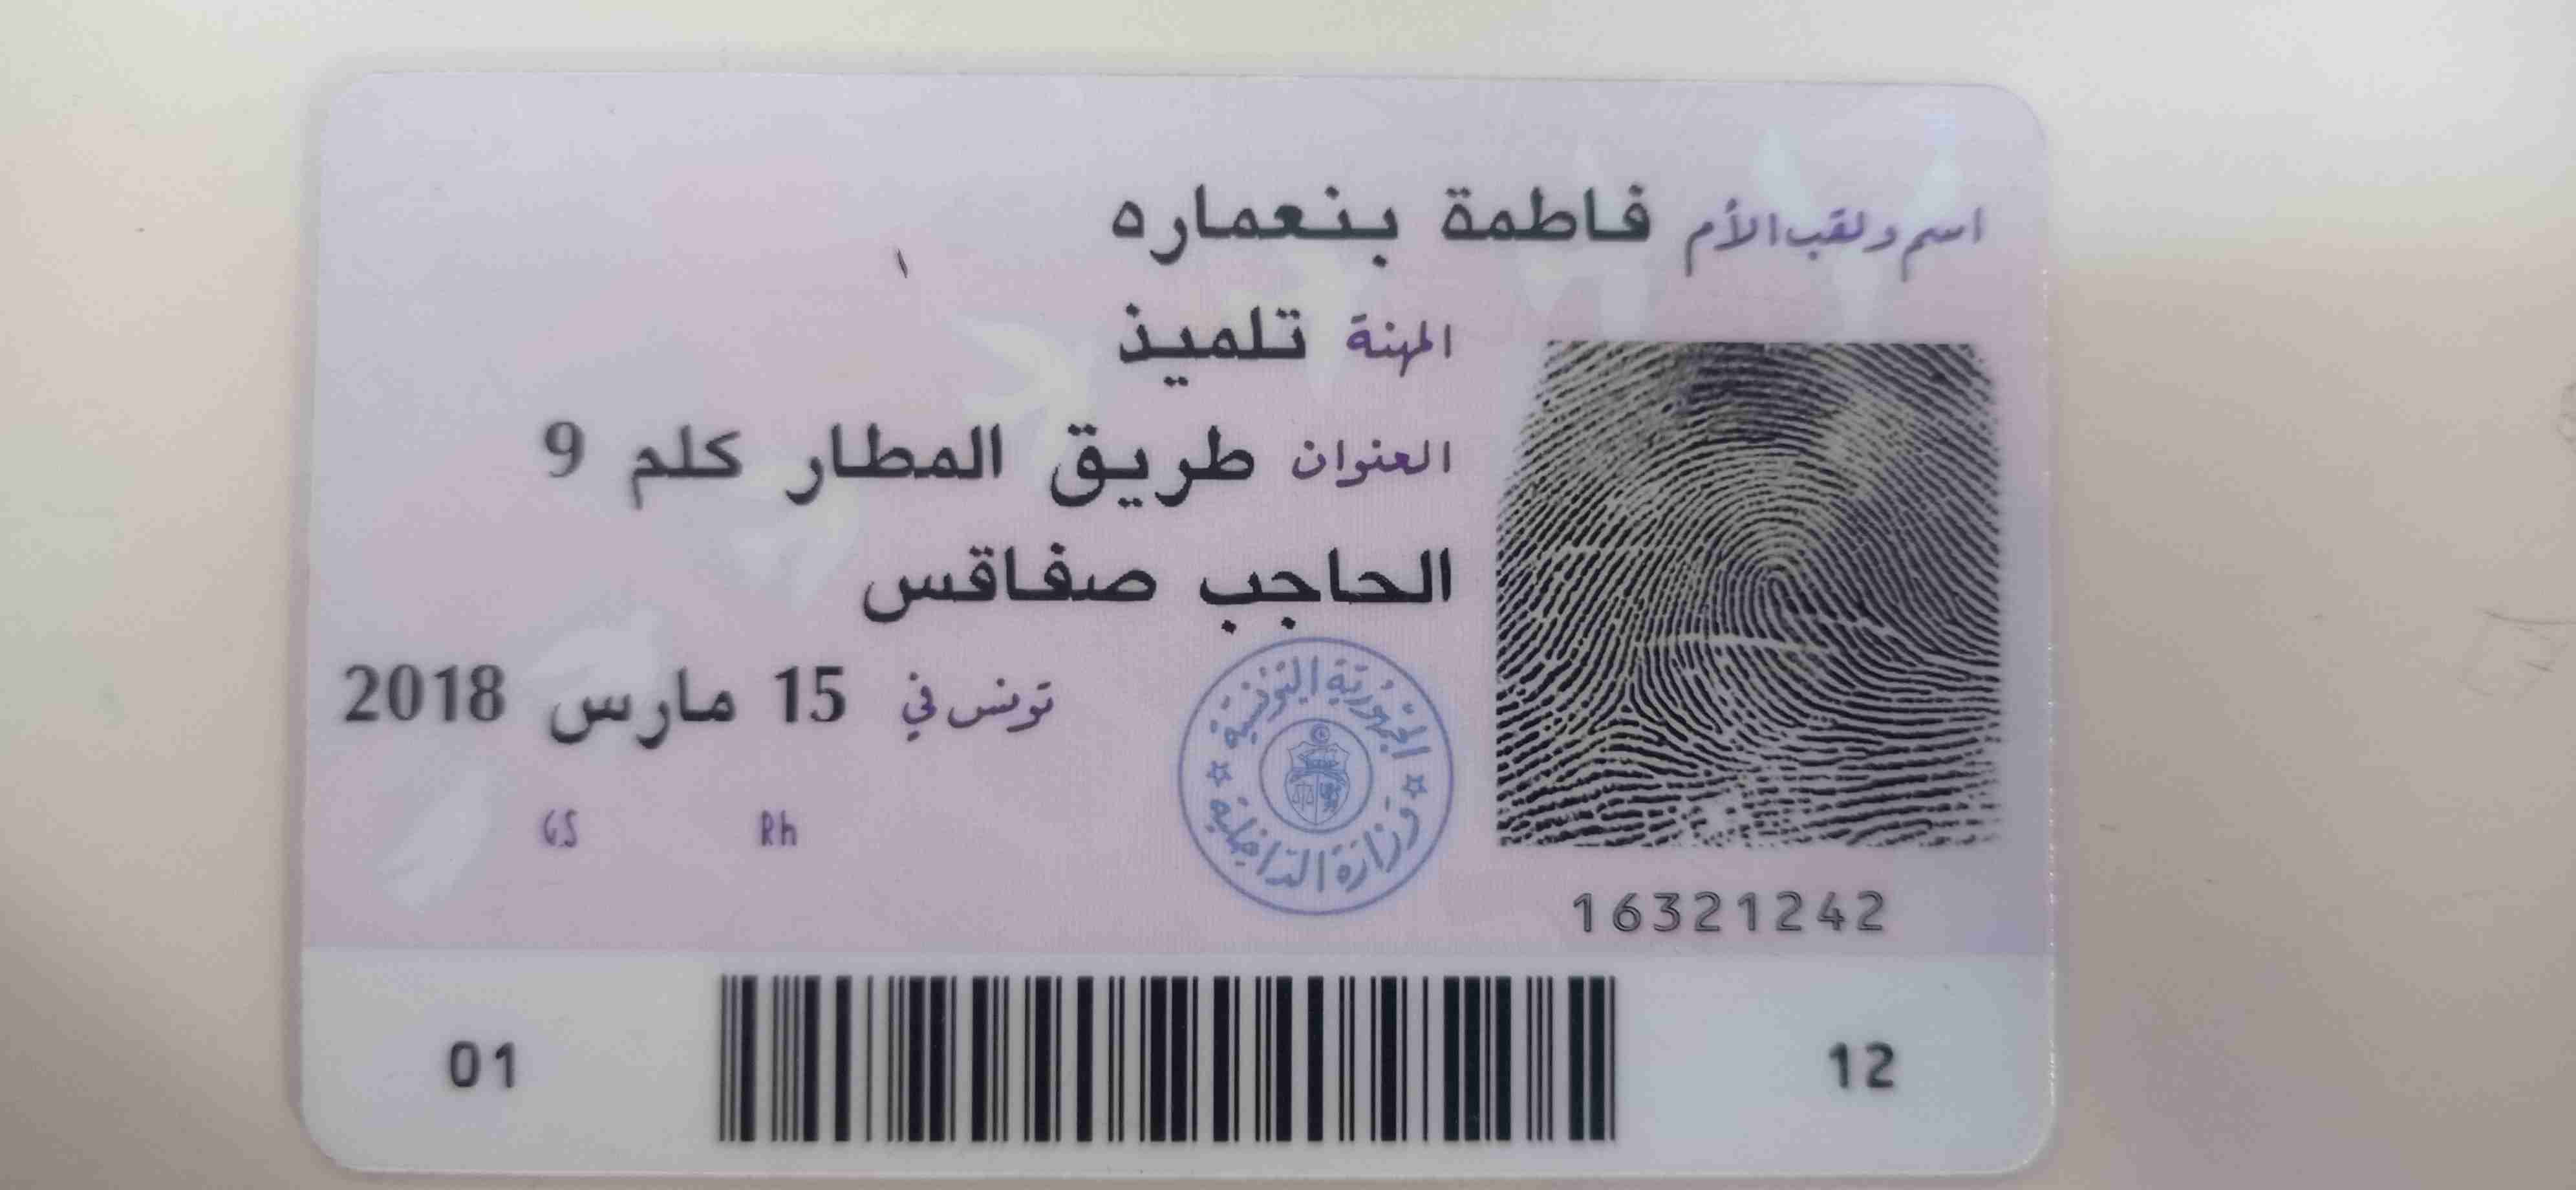 اسم ولقب الأم فاطمة بنعماره
المهنة تلميذ
العنوان طريق المطار كلم 9
الحاجب صفاقس
تونس في 15 مارس 2018
الجمهورية التونسية
وزارة الداخلية
GS Rh
16321242
01 12